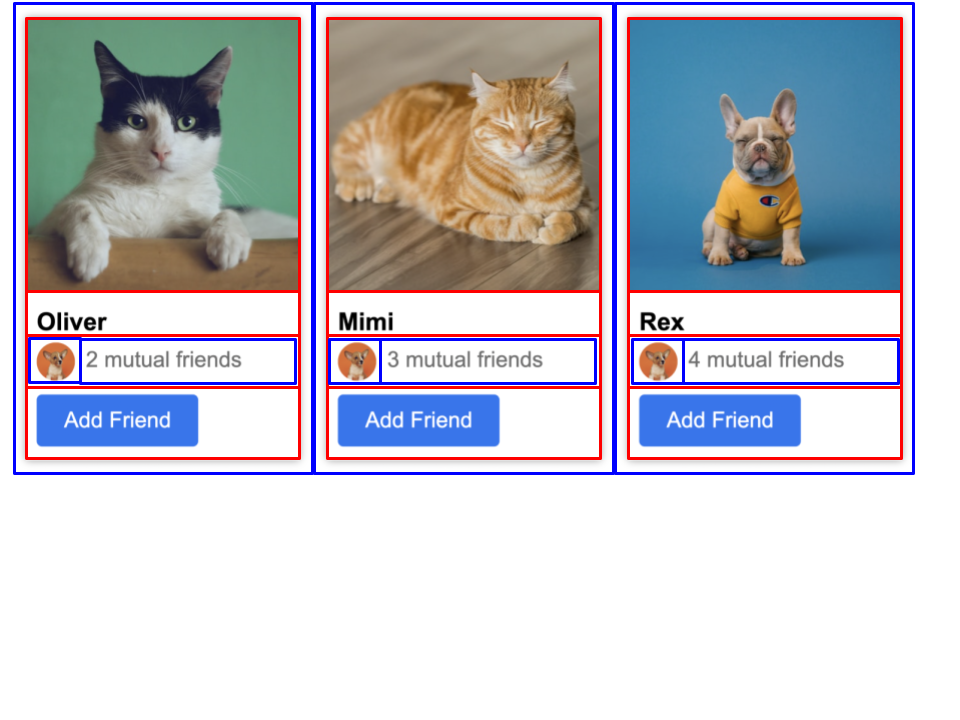 Oliver
2 mutual friends
Add Friend
Mimi
3 mutual friends
Add Friend
Rex
4 mutual friends
Add Friend